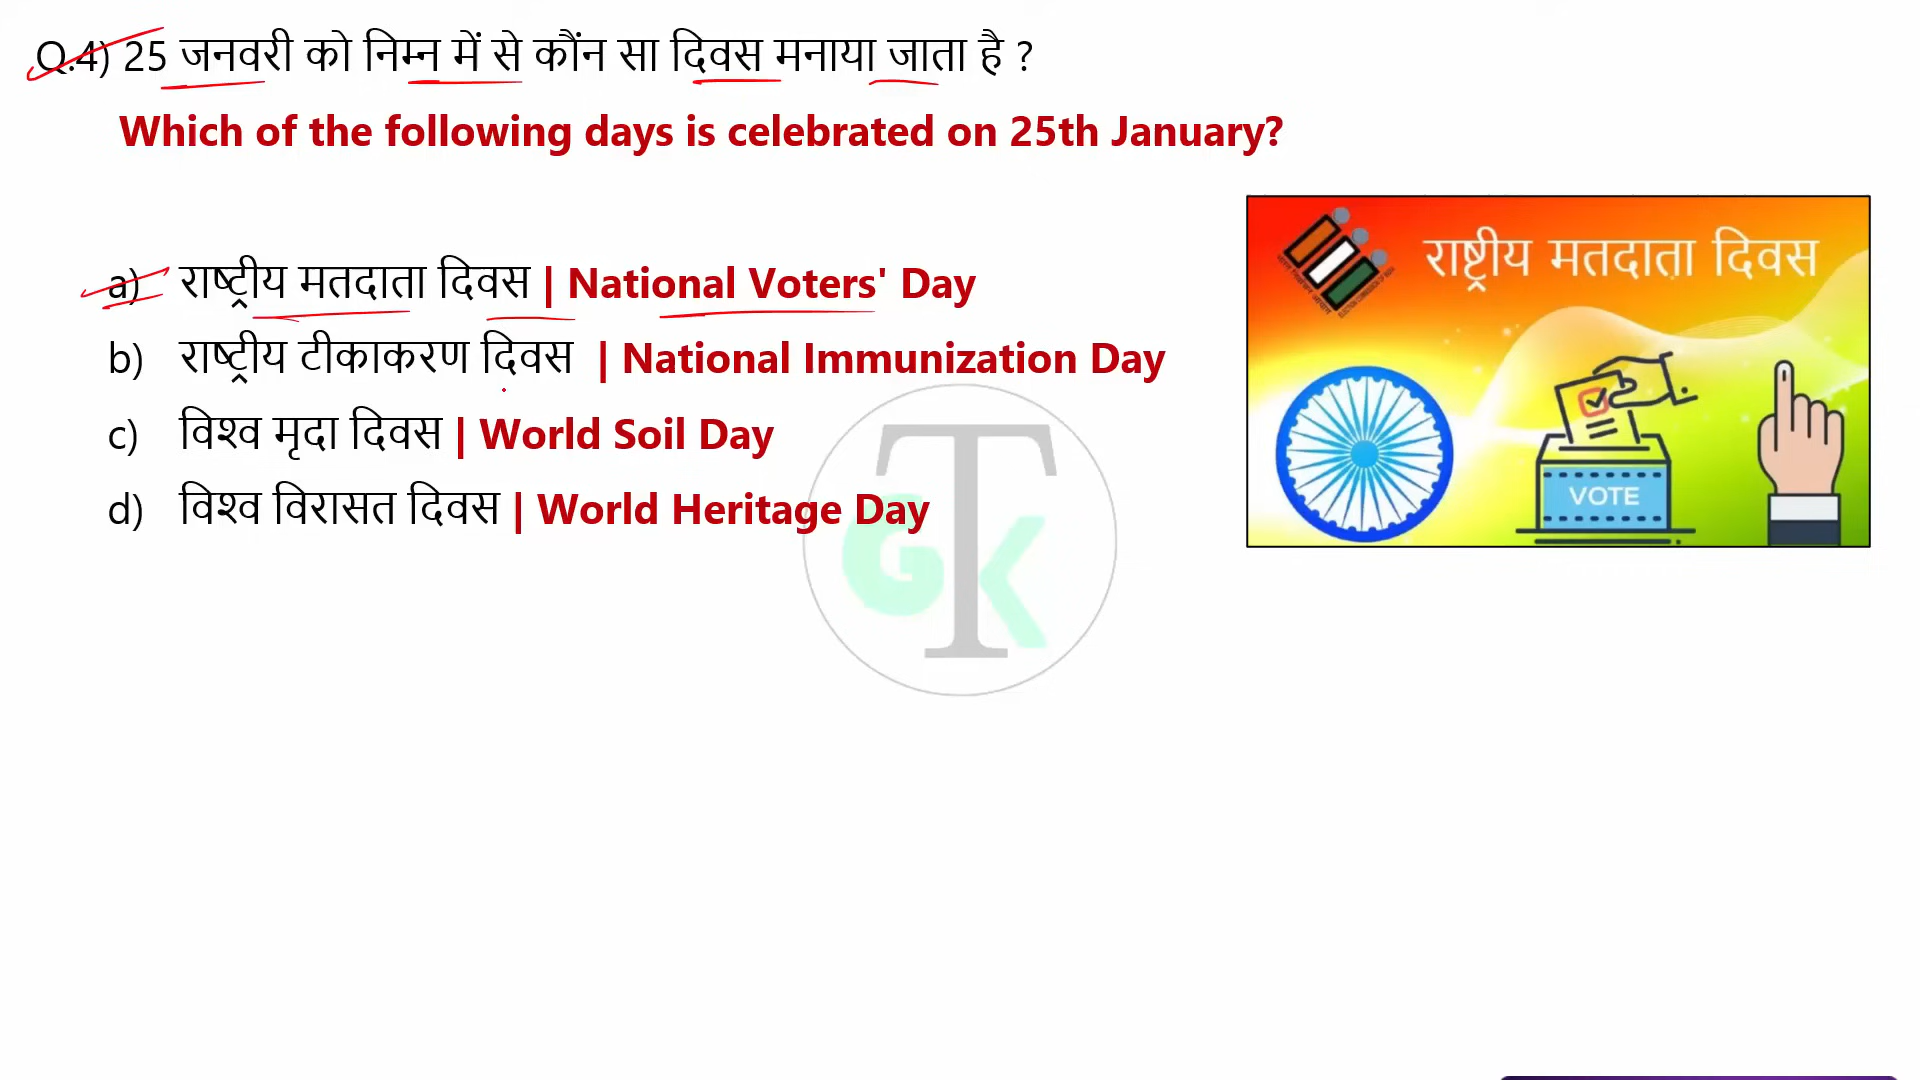 Q.4) 25 जनवरी को निम्न में से कौंन सा दिवस मनाया जाता है ?
Which of the following days is celebrated on 25th January?
a) राष्ट्रीय मतदाता दिवस | National Voters' Day
b) राष्ट्रीय टीकाकरण दिवस | National Immunization Day
c) विश्व मृदा दिवस | World Soil Day
d) विश्व विरासत दिवस | World Heritage Day
राष्ट्रीय मतदाता दिवस
VOTE
GTK